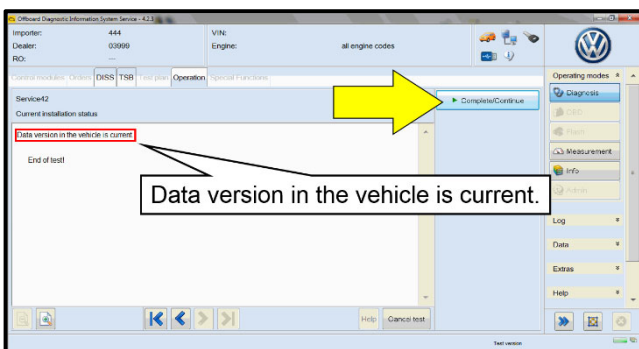 Offboard Diagnostic Information System Service - 4.2.3
Importer: 444 VIN:
Dealer: 03999 Engine: all engine codes
RO: ---
Control modules Orders DISS TSB Test plan Operation Special Functions
Operating modes
Service42
Complete/Continue
Diagnosis
Current installation status
OBD
Data version in the vehicle is current.
Flash
End of test!
Measurement
Data version in the vehicle is current.
Info
Admin
Log
Data
Extras
Help
Help Cancel test
Test version